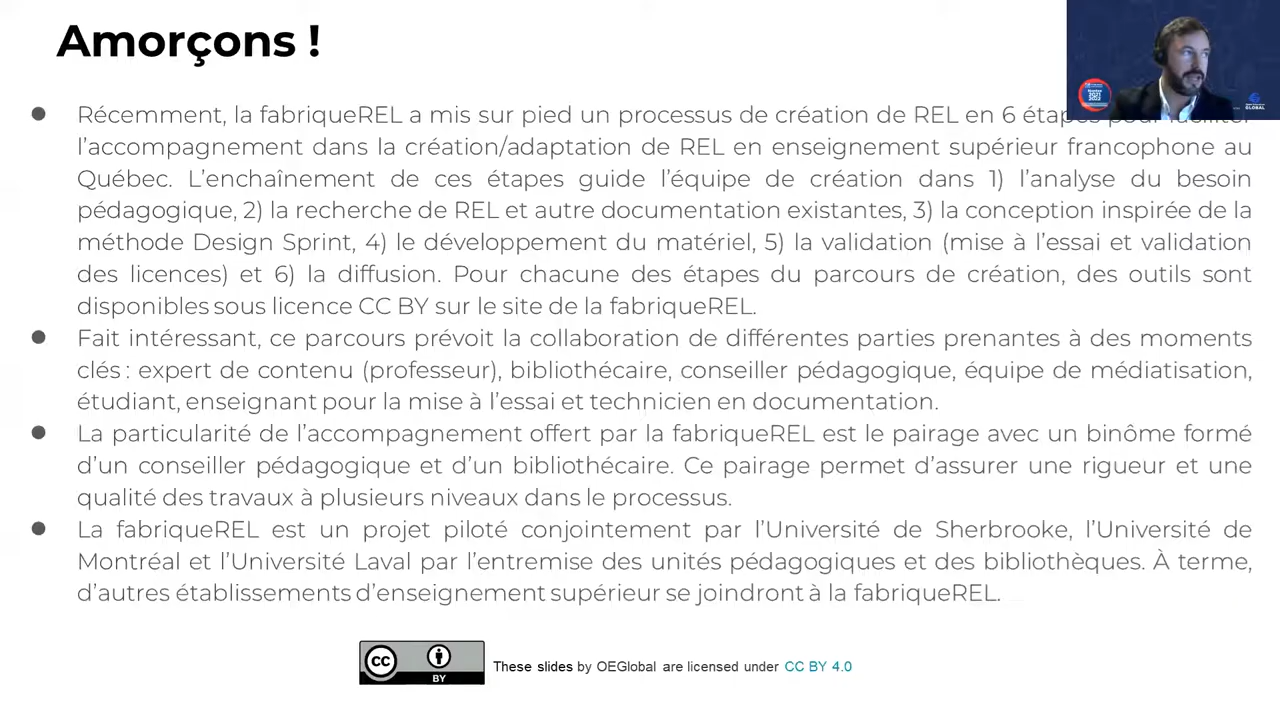 Amorçons !
● Récemment, la fabriqueREL a mis sur pied un processus de création de REL en 6 étapes pour faciliter
l'accompagnement dans la création/adaptation de REL en enseignement supérieur francophone au
Québec. L'enchaînement de ces étapes guide l'équipe de création dans 1) l'analyse du besoin
pédagogique, 2) la recherche de REL et autre documentation existantes, 3) la conception inspirée de la
méthode Design Sprint, 4) le développement du matériel, 5) la validation (mise à l'essai et validation
des licences) et 6) la diffusion. Pour chacune des étapes du parcours de création, des outils sont
disponibles sous licence CC BY sur le site de la fabriqueREL.
● Fait intéressant, ce parcours prévoit la collaboration de différentes parties prenantes à des moments
clés : expert de contenu (professeur), bibliothécaire, conseiller pédagogique, équipe de médiatisation,
étudiant, enseignant pour la mise à l'essai et technicien en documentation.
● La particularité de l'accompagnement offert par la fabriqueREL est le pairage avec un binôme formé
d'un conseiller pédagogique et d'un bibliothécaire. Ce pairage permet d'assurer une rigueur et une
qualité des travaux à plusieurs niveaux dans le processus.
● La fabriqueREL est un projet piloté conjointement par l'Université de Sherbrooke, l'Université de
Montréal et l'Université Laval par l'entremise des unités pédagogiques et des bibliothèques. À terme,
d'autres établissements d'enseignement supérieur se joindront à la fabriqueREL.
cc BY
These slides by OEGlobal are licensed under CC BY 4.0
GLOBAL